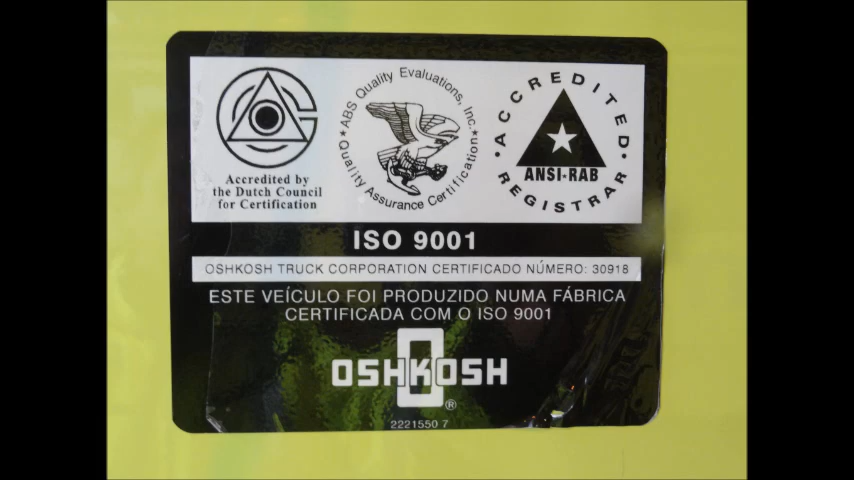 Accredited by
the Dutch Council
for Certification
★ABS Quality Evaluations, Inc.★
Quality Assurance Certification
• ACCREDITED •
REGISTRAR
ANSI-RAB
ISO 9001
OSHKOSH TRUCK CORPORATION CERTIFICADO NÚMERO: 30918
ESTE VEÍCULO FOI PRODUZIDO NUMA FÁBRICA
CERTIFICADA COM O ISO 9001
OSHKOSH
®
2221550 7